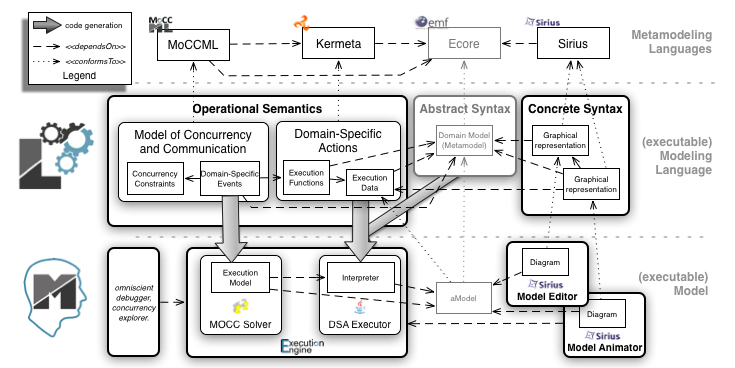 code generation
<<dependsOn>>
<<conformsTo>>
Legend
MoCC
ML
MoCCML
Kermeta
emf
Ecore
Sirius
Sirius
Metamodeling
Languages
Operational Semantics
Abstract Syntax
Concrete Syntax
Model of Concurrency
and Communication
Domain-Specific
Actions
Concurrency
Constraints
Domain-Specific
Events
Execution
Functions
Execution
Data
Domain Model
(Metamodel)
Graphical
representation
Graphical
representation
(executable)
Modeling
Language
L
M
omniscient
debugger,
concurrency
explorer.
Execution
Model
MOCC Solver
Interpreter
Java
DSA Executor
Execution
Engine
aModel
Diagram
Sirius
Model Editor
Diagram
Sirius
Model Animator
(executable)
Model